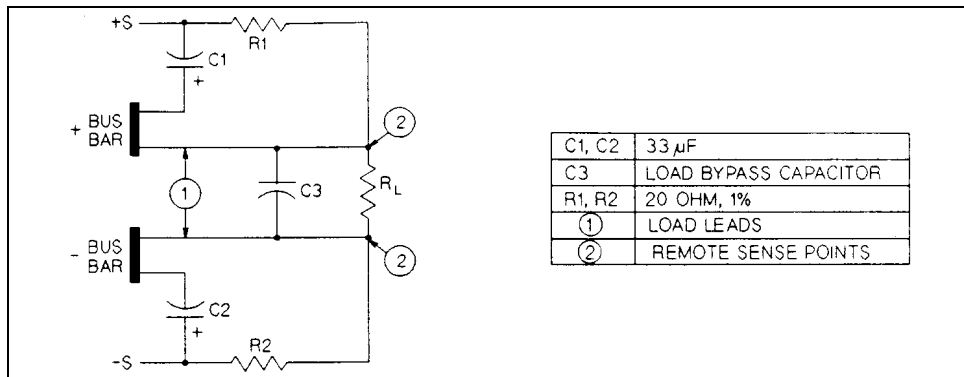 +S
R1
C1
+
+ BUS
BAR
2
1
C3
RL
- BUS
BAR
2
C2
+
-S
R2
C1, C2 33 µF
C3 LOAD BYPASS CAPACITOR
R1, R2 20 OHM, 1%
1 LOAD LEADS
2 REMOTE SENSE POINTS